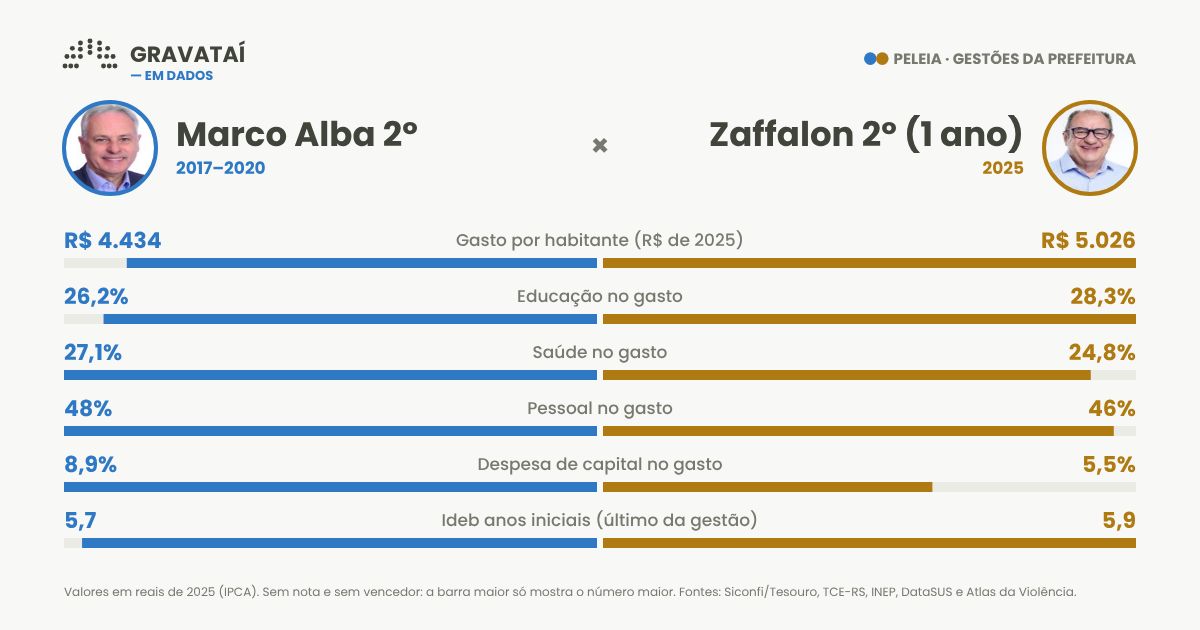 GRAVATAÍ
— EM DADOS
PELEIA · GESTÕES DA PREFEITURA
Marco Alba 2º
2017–2020
×
Zaffalon 2º (1 ano)
2025
R$ 4.434 Gasto por habitante (R$ de 2025) R$ 5.026
26,2% Educação no gasto 28,3%
27,1% Saúde no gasto 24,8%
48% Pessoal no gasto 46%
8,9% Despesa de capital no gasto 5,5%
5,7 Ideb anos iniciais (último da gestão) 5,9
Valores em reais de 2025 (IPCA). Sem nota e sem vencedor: a barra maior só mostra o número maior. Fontes: Siconfi/Tesouro, TCE-RS, INEP, DataSUS e Atlas da Violência.